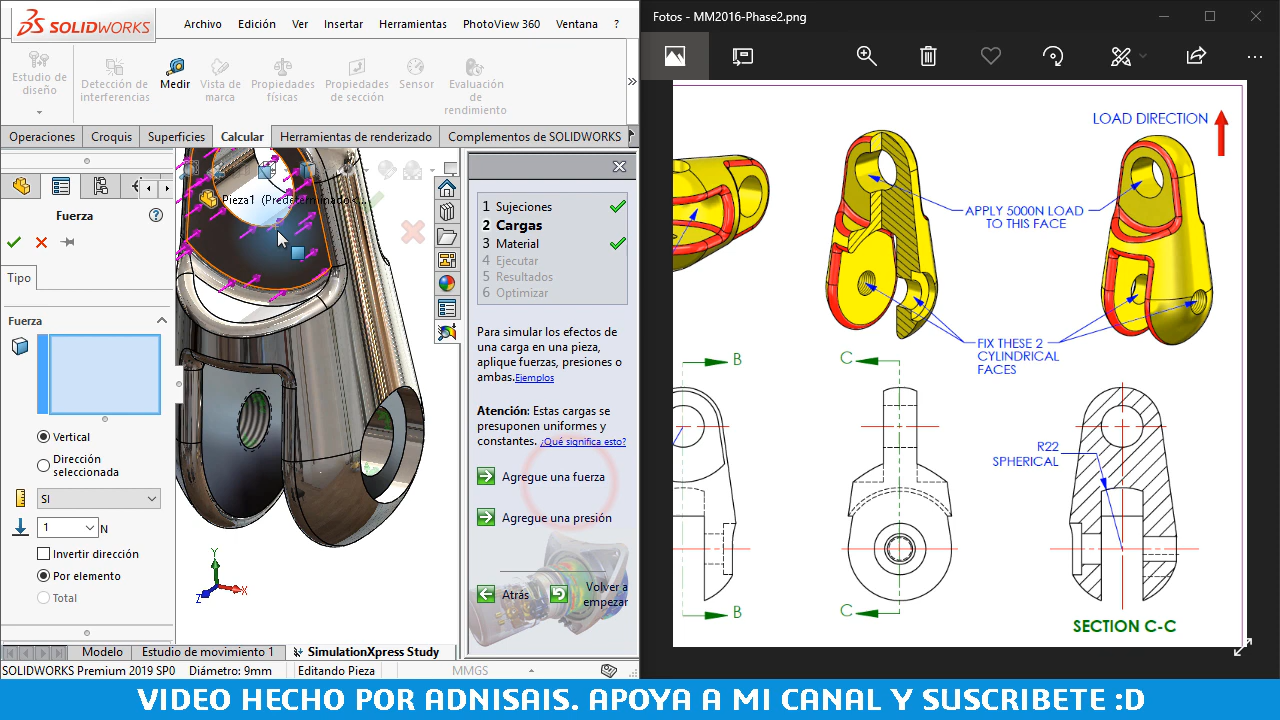 SOLIDWORKS
Archivo Edición Ver Insertar Herramientas PhotoView 360 Ventana ?
Estudio de
diseño
Detección de
interferencias
Medir
Vista de
marca
Propiedades
físicas
Propiedades
de sección
Sensor
Evaluación
de
rendimiento
Operaciones Croquis Superficies Calcular Herramientas de renderizado Complementos de SOLIDWORKS
Fuerza
Tipo
Fuerza
Vertical
Dirección
seleccionada
SI
1 N
Invertir dirección
Por elemento
Total
Pieza1 (Predeterminado<...
1 Sujeciones
2 Cargas
3 Material
4 Ejecutar
5 Resultados
6 Optimizar
Para simular los efectos de
una carga en una pieza,
aplique fuerzas, presiones o
ambas.Ejemplos
Atención: Estas cargas se
presuponen uniformes y
constantes. ¿Qué significa esto?
Agregue una fuerza
Agregue una presión
Atrás
Volver a
empezar
Y
X
Z
Modelo Estudio de movimiento 1 SimulationXpress Study
SOLIDWORKS Premium 2019 SP0 Diámetro: 9mm Editando Pieza MMGS
Fotos - MM2016-Phase2.png
LOAD DIRECTION
APPLY 5000N LOAD
TO THIS FACE
FIX THESE 2
CYLINDRICAL
FACES
B
C
R22
SPHERICAL
B
C
SECTION C-C
VIDEO HECHO POR ADNISAIS. APOYA A MI CANAL Y SUSCRIBETE :D